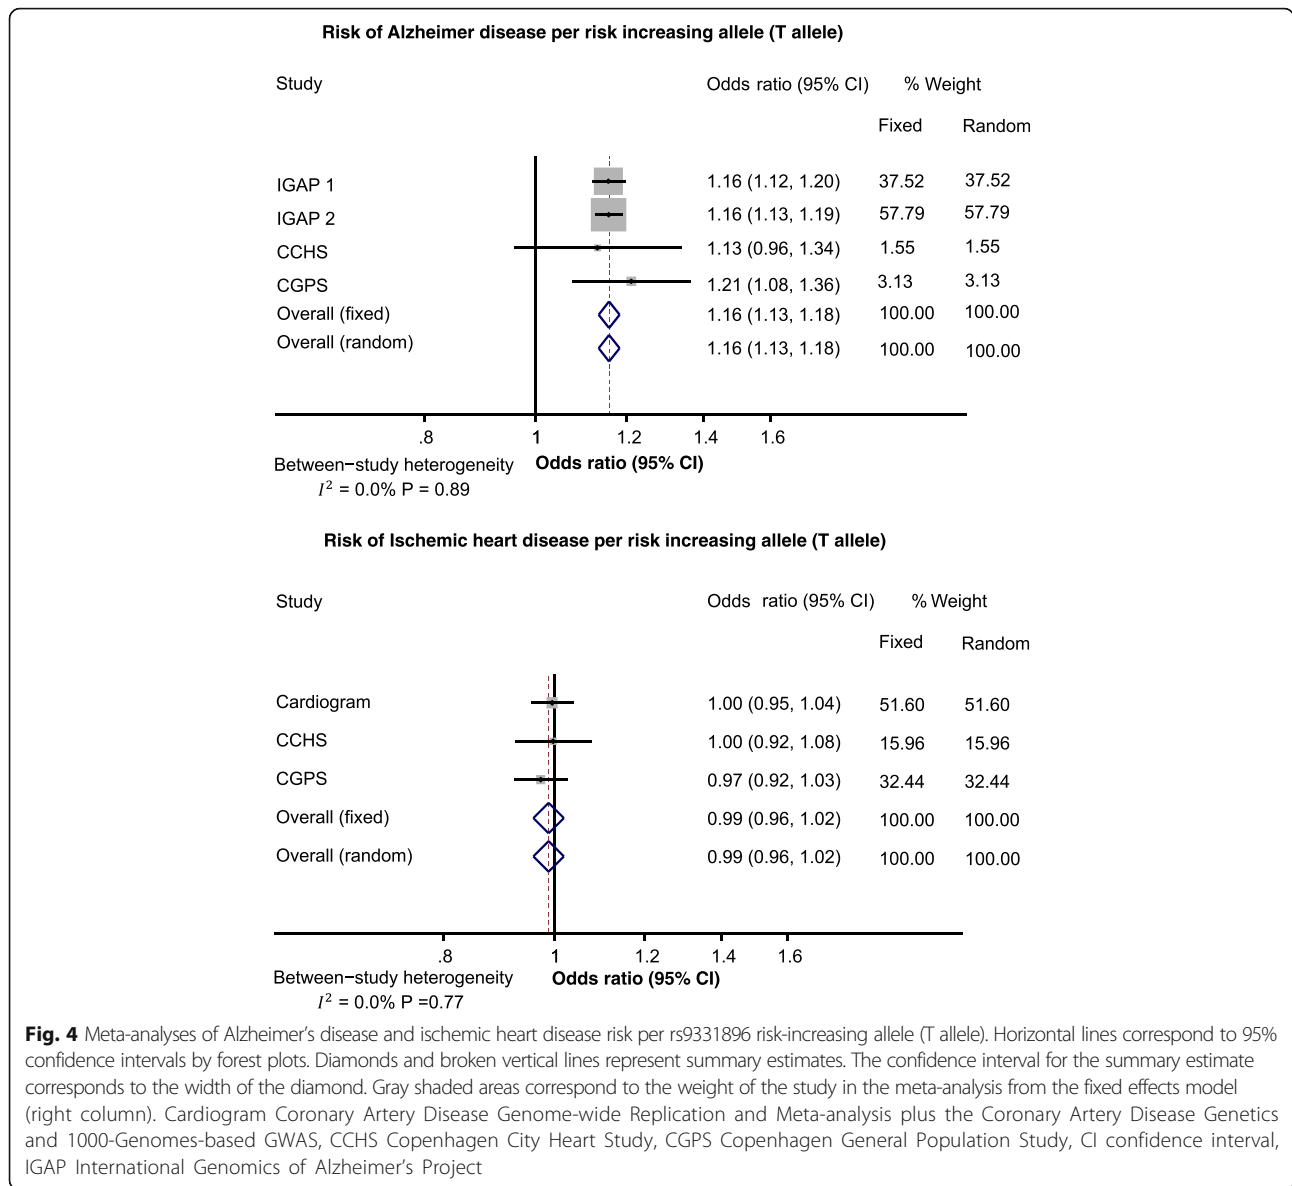 Risk of Alzheimer disease per risk increasing allele (T allele)
Study Odds ratio (95% CI) % Weight
Fixed Random
IGAP 1 1.16 (1.12, 1.20) 37.52 37.52
IGAP 2 1.16 (1.13, 1.19) 57.79 57.79
CCHS 1.13 (0.96, 1.34) 1.55 1.55
CGPS 1.21 (1.08, 1.36) 3.13 3.13
Overall (fixed) 1.16 (1.13, 1.18) 100.00 100.00
Overall (random) 1.16 (1.13, 1.18) 100.00 100.00
.8 1 1.2 1.4 1.6
Between−study heterogeneity Odds ratio (95% CI)
I² = 0.0% P = 0.89
Risk of Ischemic heart disease per risk increasing allele (T allele)
Study Odds ratio (95% CI) % Weight
Fixed Random
Cardiogram 1.00 (0.95, 1.04) 51.60 51.60
CCHS 1.00 (0.92, 1.08) 15.96 15.96
CGPS 0.97 (0.92, 1.03) 32.44 32.44
Overall (fixed) 0.99 (0.96, 1.02) 100.00 100.00
Overall (random) 0.99 (0.96, 1.02) 100.00 100.00
.8 1 1.2 1.4 1.6
Between−study heterogeneity Odds ratio (95% CI)
I² = 0.0% P =0.77
Fig. 4 Meta-analyses of Alzheimer's disease and ischemic heart disease risk per rs9331896 risk-increasing allele (T allele). Horizontal lines correspond to 95%
confidence intervals by forest plots. Diamonds and broken vertical lines represent summary estimates. The confidence interval for the summary estimate
corresponds to the width of the diamond. Gray shaded areas correspond to the weight of the study in the meta-analysis from the fixed effects model
(right column). Cardiogram Coronary Artery Disease Genome-wide Replication and Meta-analysis plus the Coronary Artery Disease Genetics
and 1000-Genomes-based GWAS, CCHS Copenhagen City Heart Study, CGPS Copenhagen General Population Study, CI confidence interval,
IGAP International Genomics of Alzheimer's Project